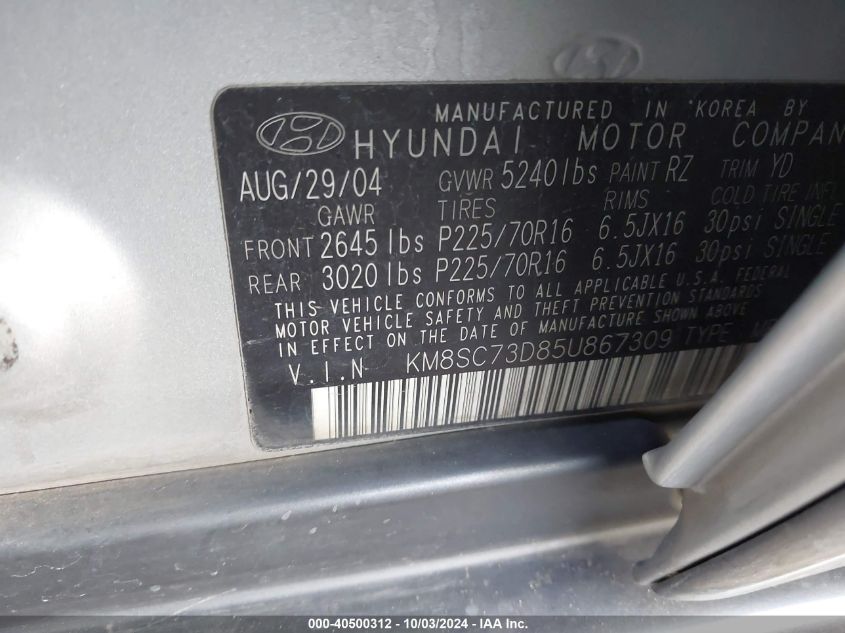 MANUFACTURED IN KOREA BY
HYUNDAI MOTOR COMPAN
AUG/29/04 GVWR 5240lbs PAINT RZ TRIM YD
GAWR TIRES RIMS COLD TIRE INFL
FRONT 2645 lbs P225/70R16 6.5JX16 30psi SINGLE
REAR 3020 lbs P225/70R16 6.5JX16 30psi SINGLE
THIS VEHICLE CONFORMS TO ALL APPLICABLE U.S.A. FEDERAL
MOTOR VEHICLE SAFETY AND THEFT PREVENTION STANDARDS
IN EFFECT ON THE DATE OF MANUFACTURE SHOWN ABOVE
V.I.N KM8SC73D85U867309 TYPE
000-40500312 - 10/03/2024 - IAA Inc.